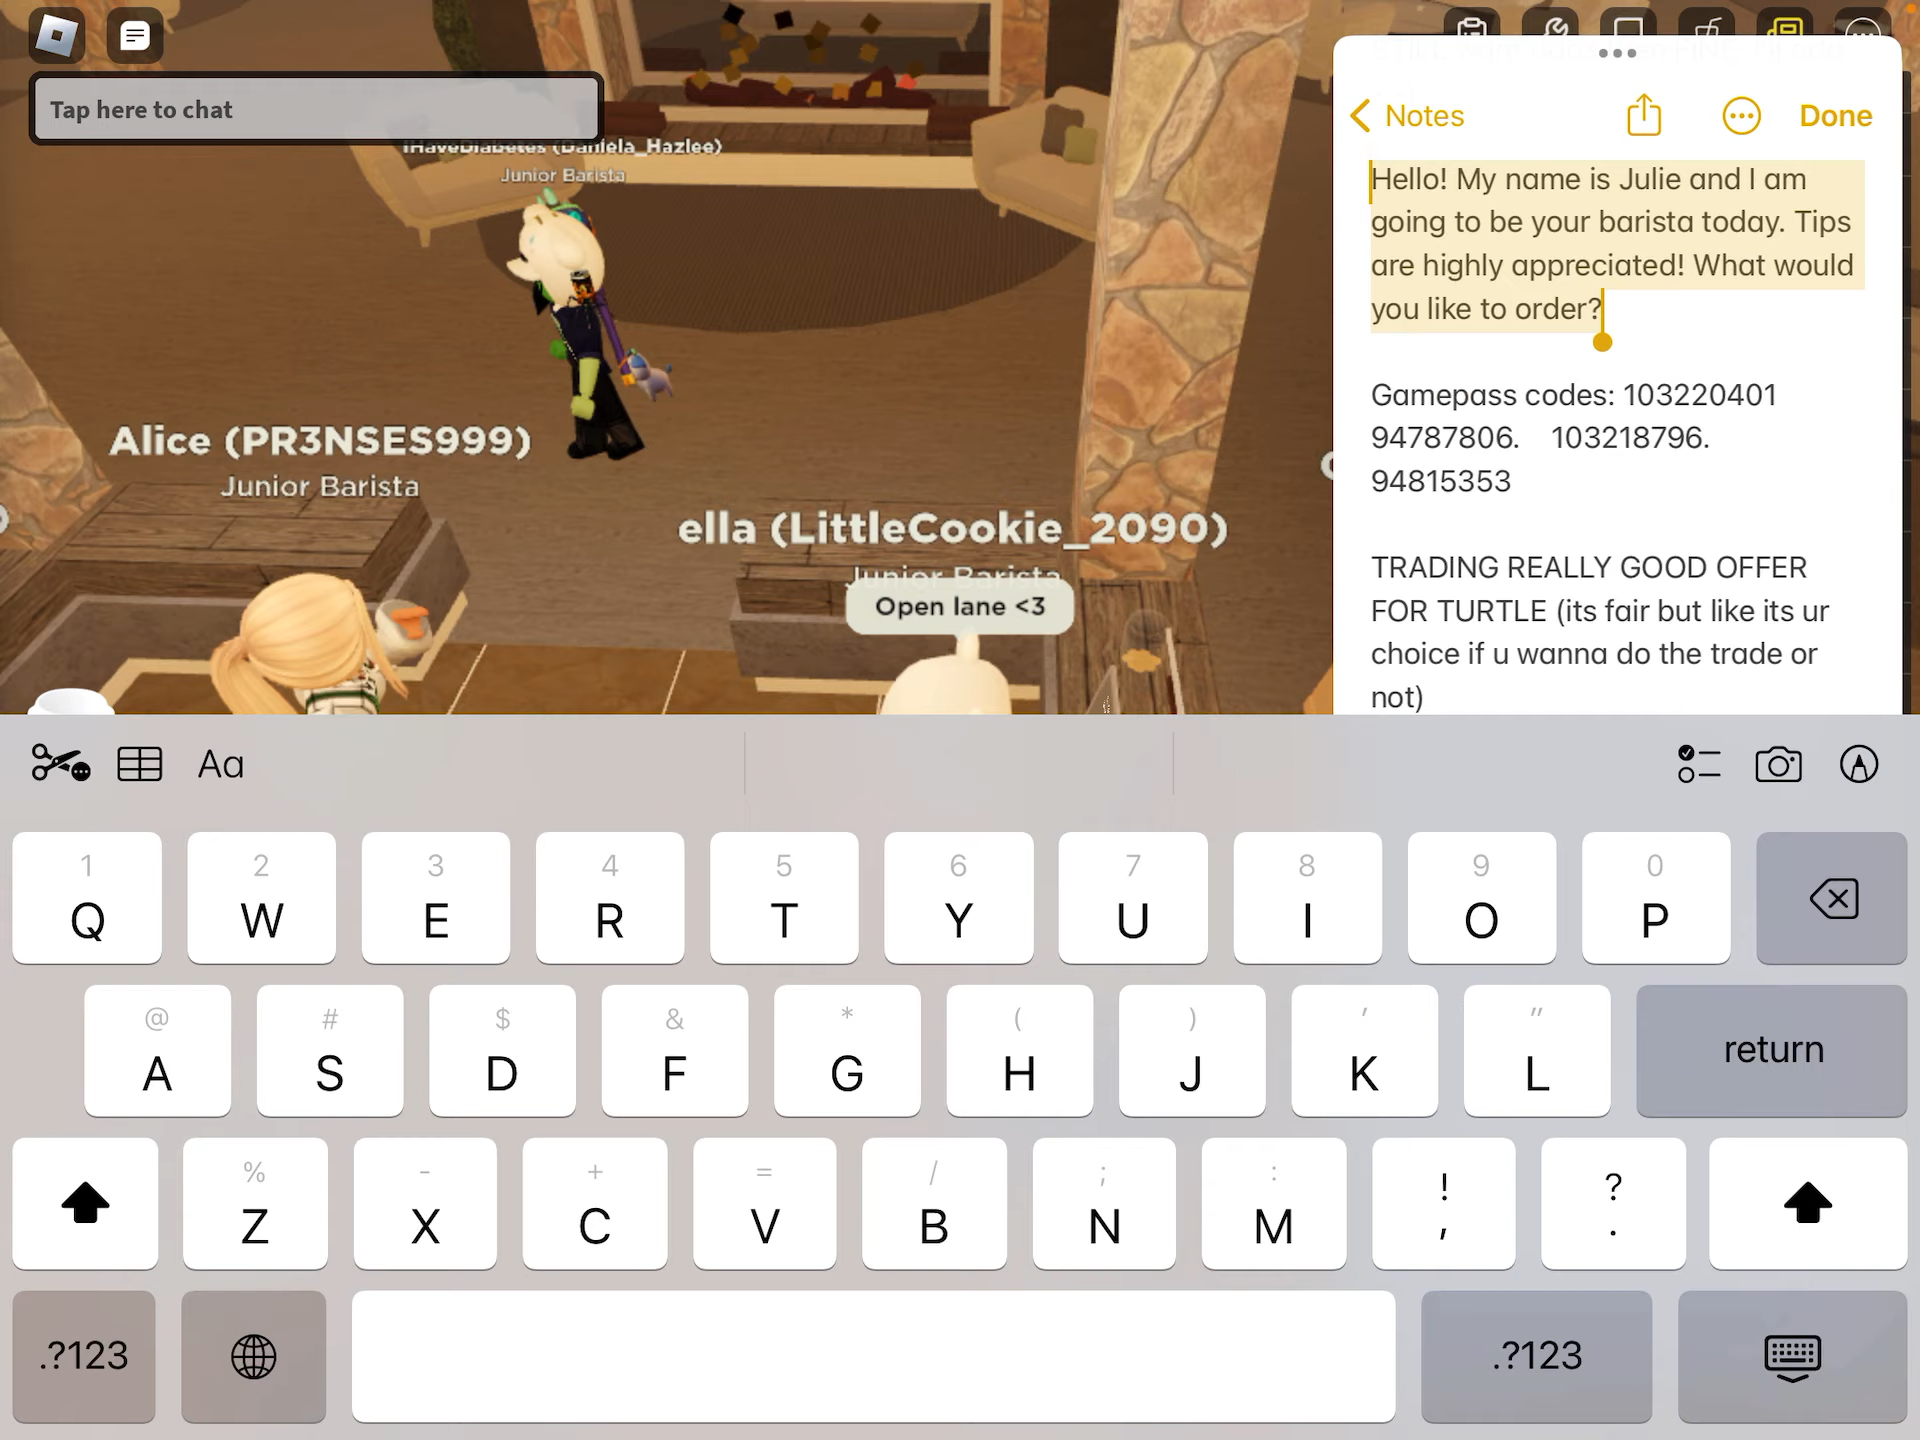 Tap here to chat
IHaveDiabetes (Daniela_Hazlee)
Junior Barista
Alice (PR3NSES999)
Junior Barista
ella (LittleCookie_2090)
Junior Barista
Open lane <3
Notes
Done
Hello! My name is Julie and I am
going to be your barista today. Tips
are highly appreciated! What would
you like to order?
Gamepass codes: 103220401
94787806. 103218796.
94815353
TRADING REALLY GOOD OFFER
FOR TURTLE (its fair but like its ur
choice if u wanna do the trade or
not)
Aa
1 2 3 4 5 6 7 8 9 0
Q W E R T Y U I O P
@ # $ & * ( ) ' "
A S D F G H J K L return
% - + = / ; : ! ?
Z X C V B N M , .
.?123 .?123